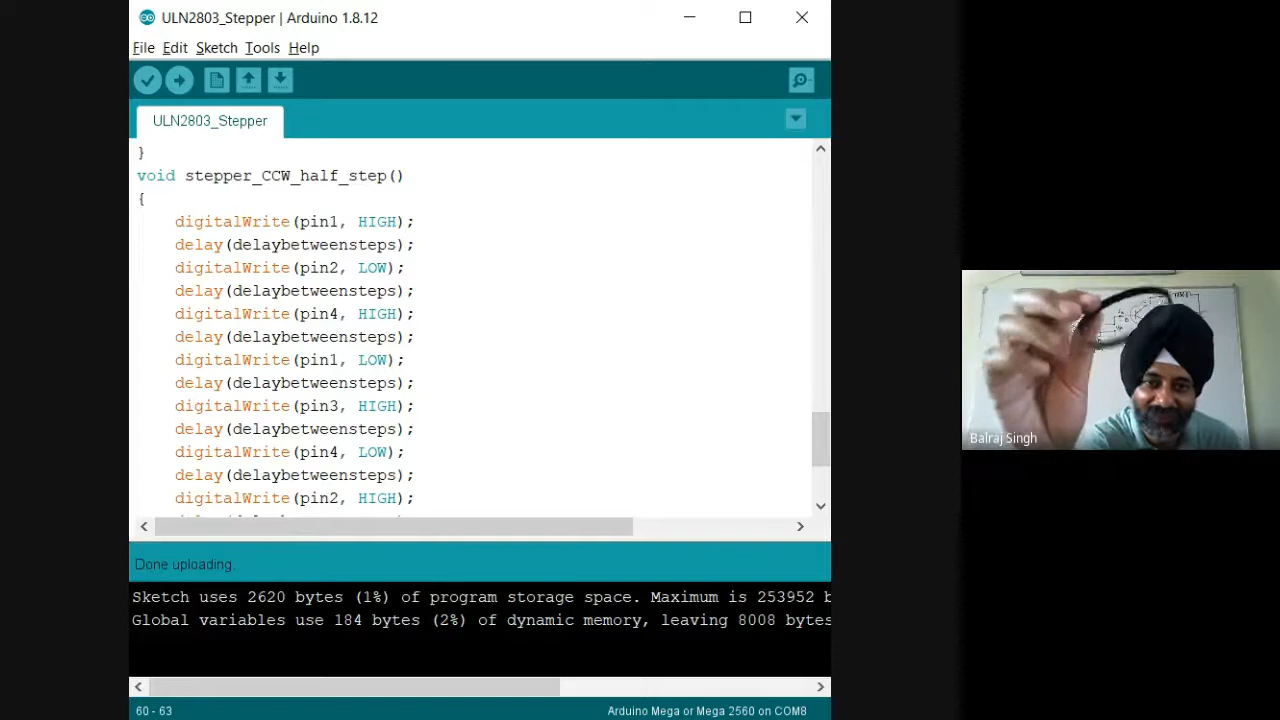 ULN2803_Stepper | Arduino 1.8.12
File Edit Sketch Tools Help
ULN2803_Stepper
}
void stepper_CCW_half_step()
{
digitalWrite(pin1, HIGH);
delay(delaybetweensteps);
digitalWrite(pin2, LOW);
delay(delaybetweensteps);
digitalWrite(pin4, HIGH);
delay(delaybetweensteps);
digitalWrite(pin1, LOW);
delay(delaybetweensteps);
digitalWrite(pin3, HIGH);
delay(delaybetweensteps);
digitalWrite(pin4, LOW);
delay(delaybetweensteps);
digitalWrite(pin2, HIGH);
Done uploading.
Sketch uses 2620 bytes (1%) of program storage space. Maximum is 253952 b
Global variables use 184 bytes (2%) of dynamic memory, leaving 8008 bytes
60 - 63
Arduino Mega or Mega 2560 on COM8
Balraj Singh